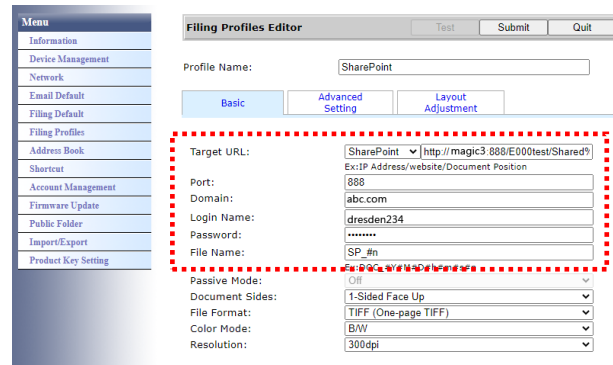 Menu
Information
Device Management
Network
Email Default
Filing Default
Filing Profiles
Address Book
Shortcut
Account Management
Firmware Update
Public Folder
Import/Export
Product Key Setting
Filing Profiles Editor Test Submit Quit
Profile Name: SharePoint
Basic
Advanced Setting
Layout Adjustment
Target URL: SharePoint http://magic3:888/E000test/Shared%
Ex:IP Address/website/Document Position
Port: 888
Domain: abc.com
Login Name: dresden234
Password: ••••••••
File Name: SP_#n
Passive Mode: Off
Document Sides: 1-Sided Face Up
File Format: TIFF (One-page TIFF)
Color Mode: B/W
Resolution: 300dpi